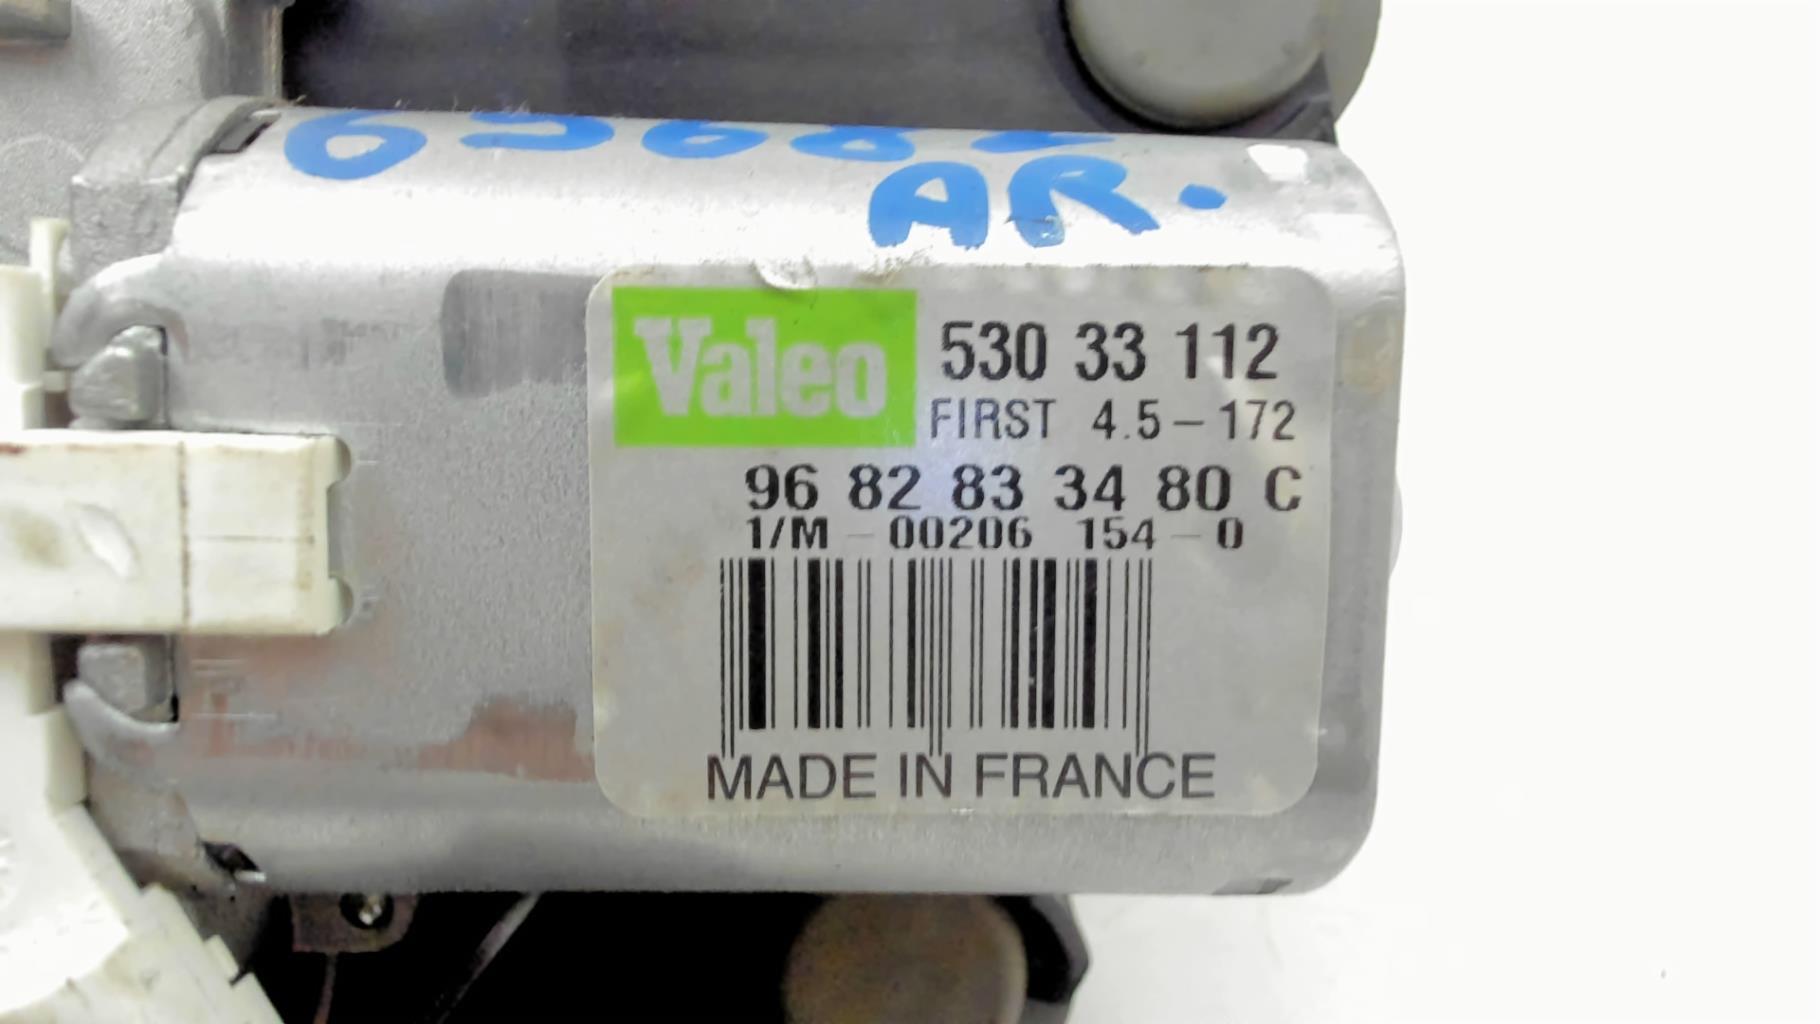 AR.
Valeo
530 33 112
FIRST 4.5-172
96 82 83 34 80 C
1/M-00206 154-0
MADE IN FRANCE